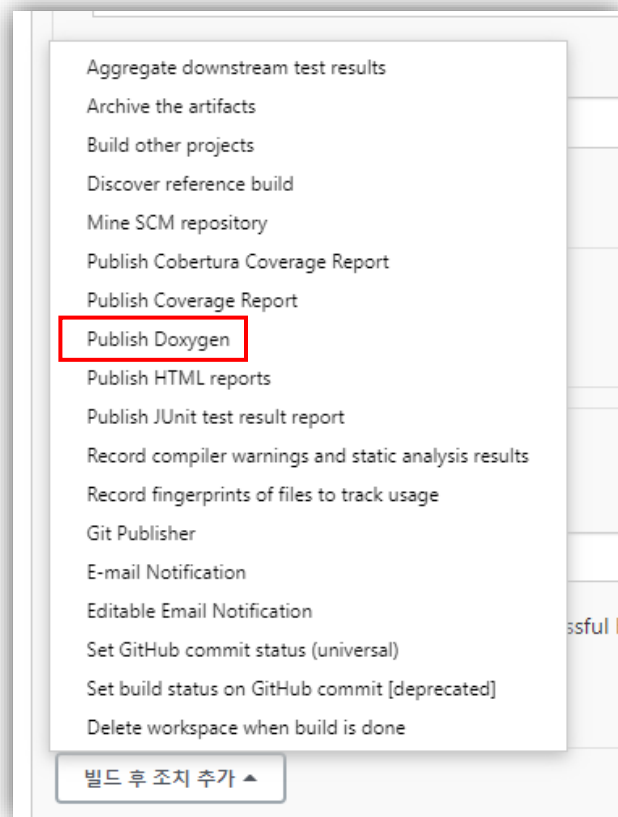 Aggregate downstream test results
Archive the artifacts
Build other projects
Discover reference build
Mine SCM repository
Publish Cobertura Coverage Report
Publish Coverage Report
Publish Doxygen
Publish HTML reports
Publish JUnit test result report
Record compiler warnings and static analysis results
Record fingerprints of files to track usage
Git Publisher
E-mail Notification
Editable Email Notification
ssful
Set GitHub commit status (universal)
Set build status on GitHub commit [deprecated]
Delete workspace when build is done
빌드 후 조치 추가